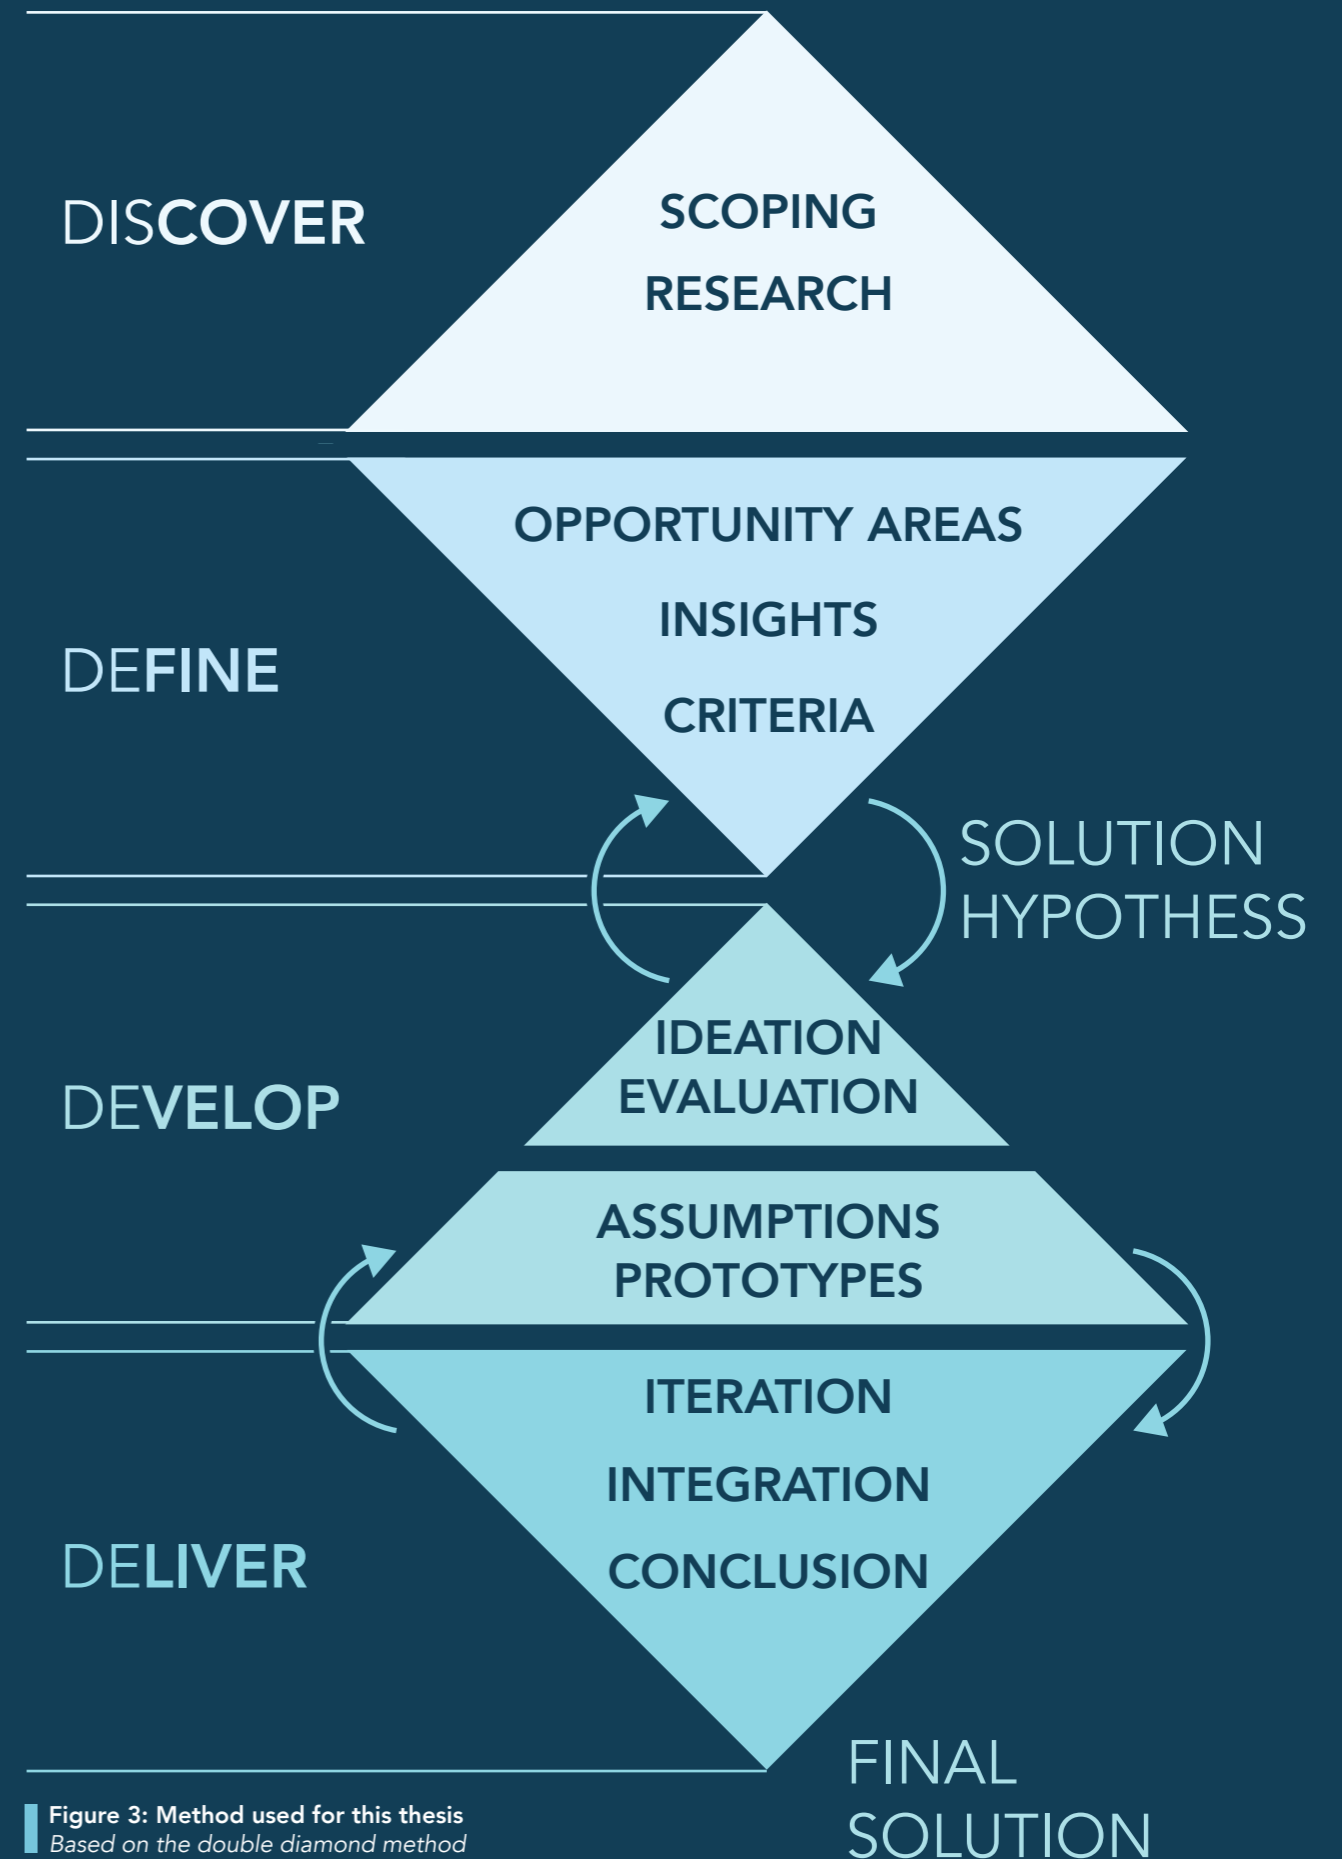 DISCOVER
SCOPING
RESEARCH
DEFINE
OPPORTUNITY AREAS
INSIGHTS
CRITERIA
SOLUTION
HYPOTHESS
DEVELOP
IDEATION
EVALUATION
ASSUMPTIONS
PROTOTYPES
DELIVER
ITERATION
INTEGRATION
CONCLUSION
FINAL
SOLUTION
Figure 3: Method used for this thesis
Based on the double diamond method